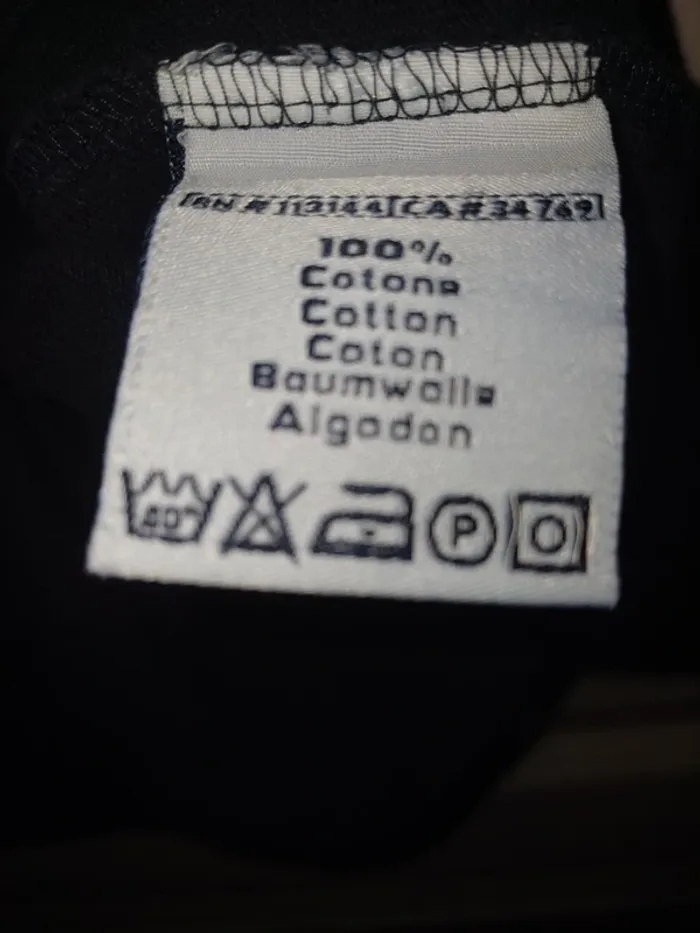 RN # 113144 CA # 34769
100%
Cotone
Cotton
Coton
Baumwolle
Algodon
40° P